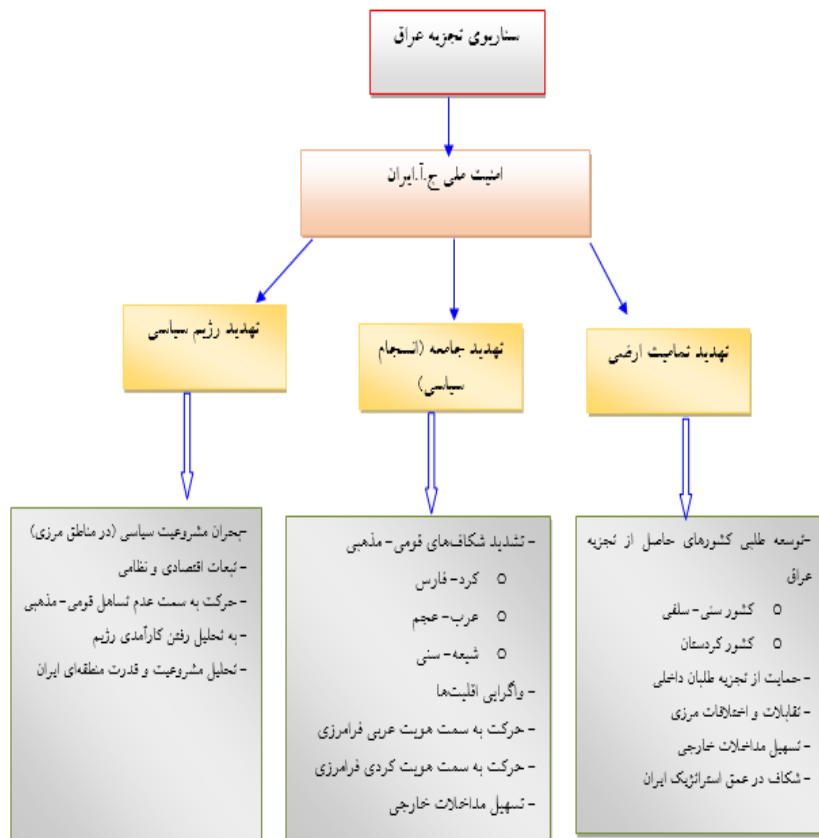 سناریوی تجزیه عراق
امنیت ملی ج.آ.ایران
تهدید تمامیت ارضی
تهدید جامعه (انسجام
سیاسی)
تهدید رژیم سیاسی
-توسعه طلبی کشورهای حاصل از تجزیه
عراق
o کشور سنی- سلفی
o کشور کردستان
-حمایت از تجزیه طلبان داخلی
-تقابلات و اختلافات مرزی
-تسهیل مداخلات خارجی
-شکاف در عمق استراتژیک ایران
- تشدید شکاف‌های قومی- مذهبی
o کرد- فارس
o عرب- عجم
o شیعه- سنی
- واگرایی اقلیت‌ها
- حرکت به سمت هویت عربی فرامرزی
- حرکت به سمت هویت کردی فرامرزی
- تسهیل مداخلات خارجی
-بحران مشروعیت سیاسی (در مناطق مرزی)
-تبعات اقتصادی و نظامی
-حرکت به سمت عدم تساهل قومی- مذهبی
-به تحلیل رفتن کارآمدی رژیم
-تحلیل مشروعیت و قدرت منطقه‌ای ایران